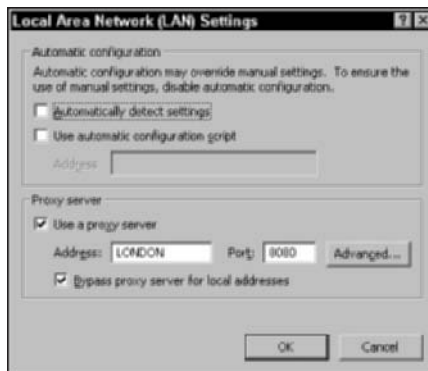 Local Area Network (LAN) Settings
Automatic configuration
Automatic configuration may override manual settings. To ensure the
use of manual settings, disable automatic configuration.
Automatically detect settings
Use automatic configuration script
Address
Proxy server
Use a proxy server
Address: LONDON Port: 8080 Advanced...
Bypass proxy server for local addresses
OK Cancel